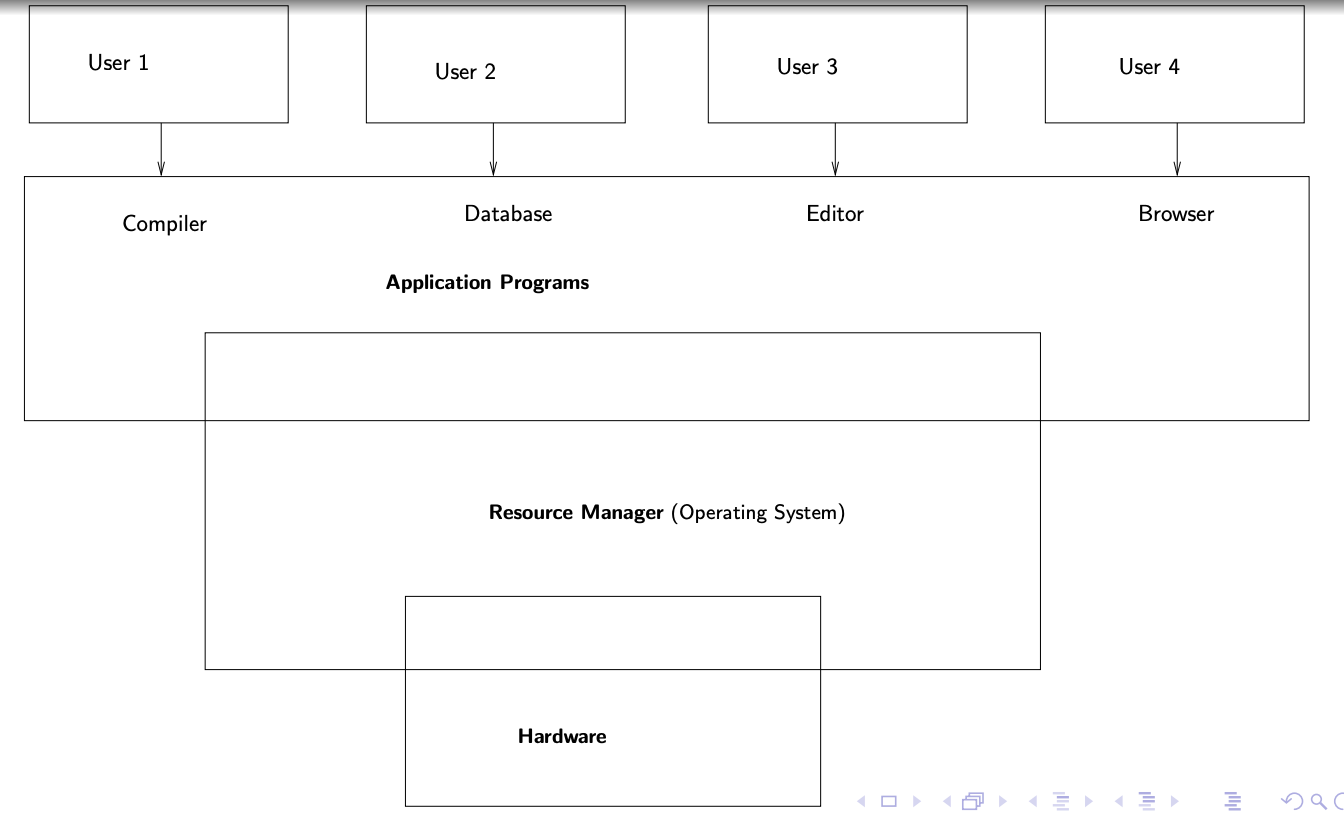 User 1
User 2
User 3
User 4
Compiler
Database
Editor
Browser
Application Programs
Resource Manager (Operating System)
Hardware